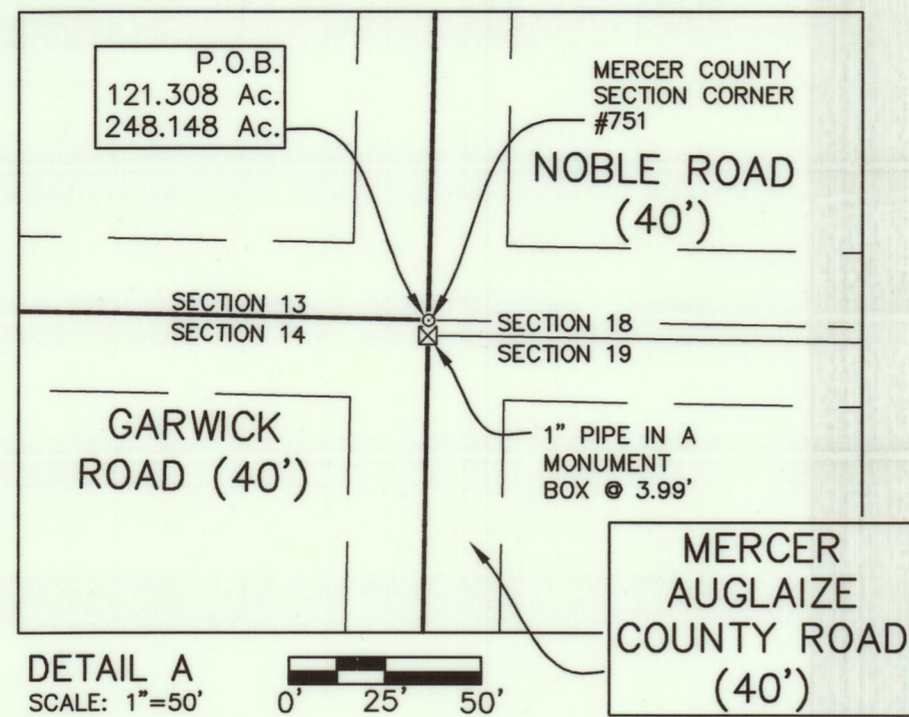 P.O.B.
121.308 Ac.
248.148 Ac.
MERCER COUNTY
SECTION CORNER
#751
NOBLE ROAD
(40')
SECTION 13
SECTION 14
SECTION 18
SECTION 19
GARWICK
ROAD (40')
1" PIPE IN A
MONUMENT
BOX @ 3.99'
MERCER
AUGLAIZE
COUNTY ROAD
(40')
DETAIL A
SCALE: 1"=50'
0' 25' 50'